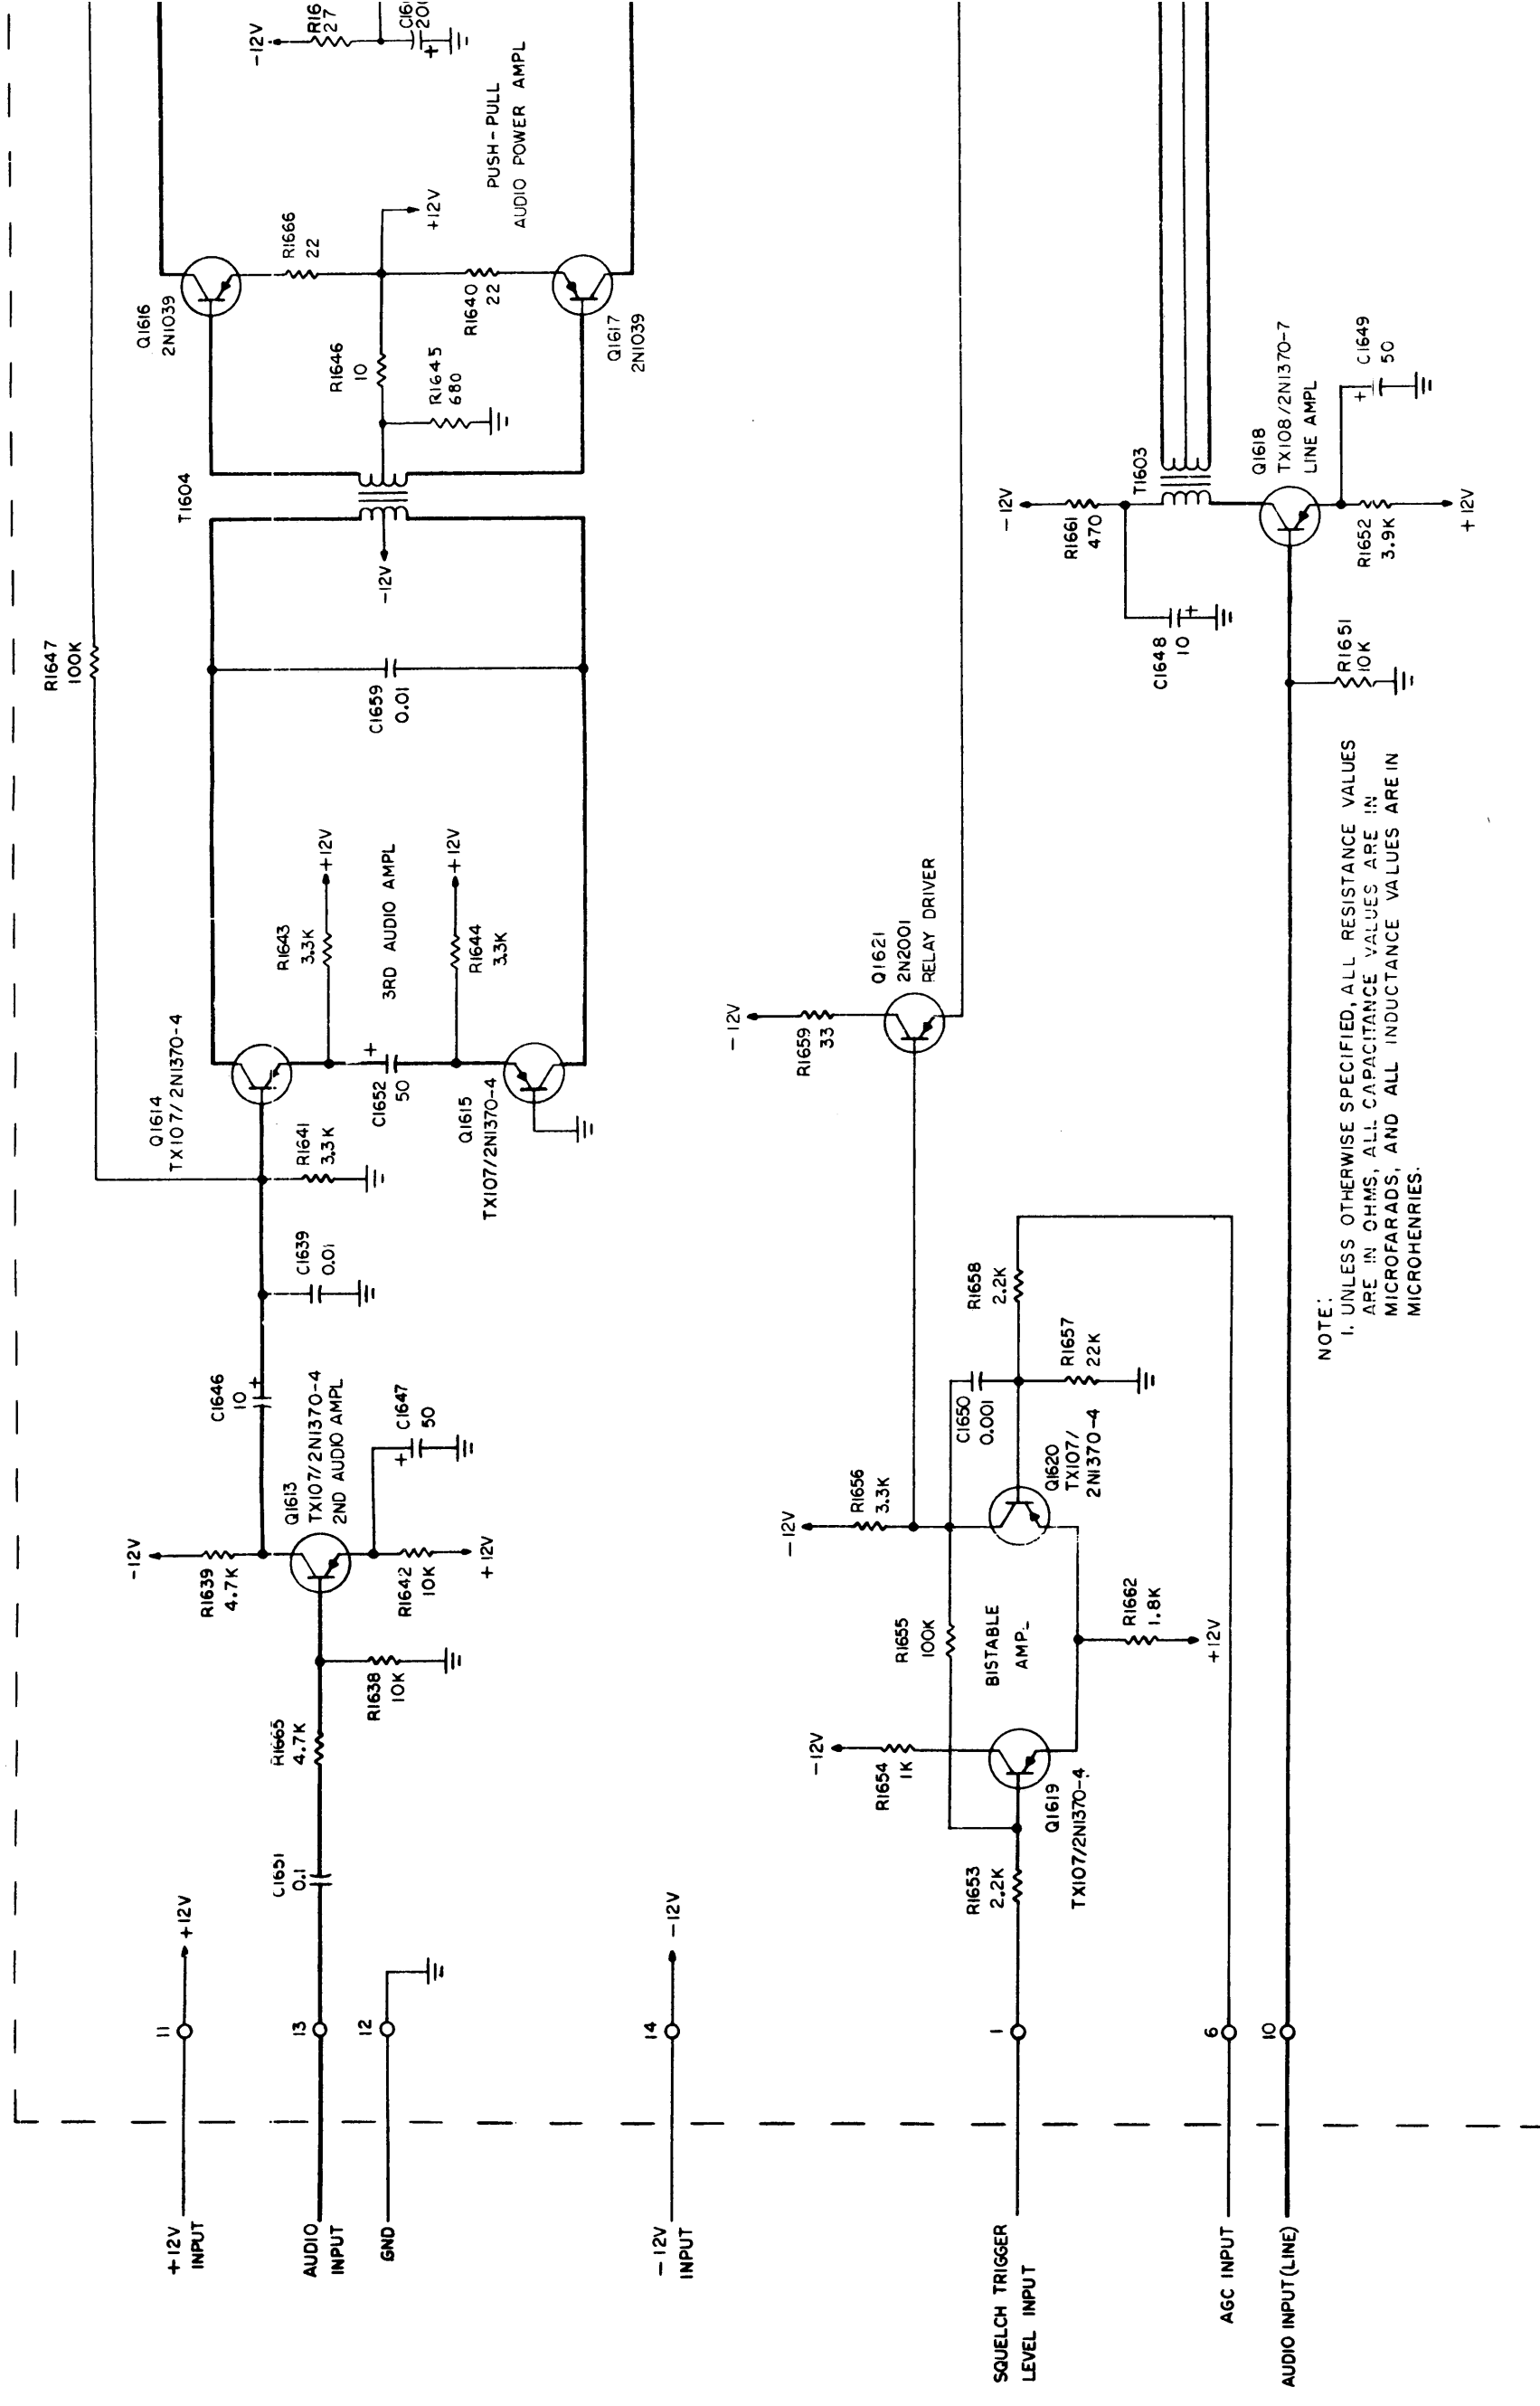 +12V
INPUT
11
+12V
AUDIO
INPUT
13
GND
12
-12V
INPUT
14
-12V
SQUELCH TRIGGER
LEVEL INPUT
1
AGC INPUT
6
AUDIO INPUT(LINE)
10
C1651
0.1
R1665
4.7K
R1638
10K
-12V
R1639
4.7K
Q1613
TX107/2N1370-4
2ND AUDIO AMPL
R1642
10K
+12V
C1647
50
+
C1646
10
+
C1639
0.01
R1641
3.3K
Q1614
TX107/2N1370-4
R1647
100K
R1643
3.3K
+12V
C1652
50
+
3RD AUDIO AMPL
R1644
3.3K
+12V
Q1615
TX107/2N1370-4
C1659
0.01
T1604
-12V
R1646
10
R1645
680
Q1616
2N1039
R1666
22
+12V
R1640
22
Q1617
2N1039
PUSH-PULL
AUDIO POWER AMPL
-12V
27
+
R1653
2.2K
Q1619
TX107/2N1370-4
-12V
R1654
1K
R1655
100K
BISTABLE
R1662
1.8K
+12V
-12V
R1656
3.3K
Q1620
TX107/
2N1370-4
C1650
0.001
R1657
22K
R1658
2.2K
-12V
R1659
33
Q1621
2N2001
RELAY DRIVER
R1651
10K
C1648
10
+
-12V
R1661
470
T1603
Q1618
TX108/2N1370-7
LINE AMPL
R1652
3.9K
+12V
C1649
50
+
NOTE:
1. UNLESS OTHERWISE SPECIFIED, ALL RESISTANCE VALUES
ARE IN OHMS, ALL CAPACITANCE VALUES ARE IN
MICROFARADS, AND ALL INDUCTANCE VALUES ARE IN
MICROHENRIES.